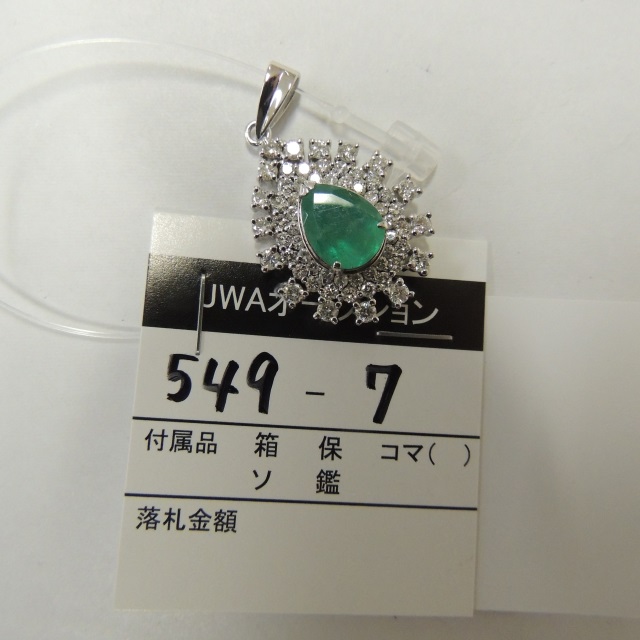 JWAオークション
549-7
付属品 箱 保 コマ( )
ソ 鑑
落札金額